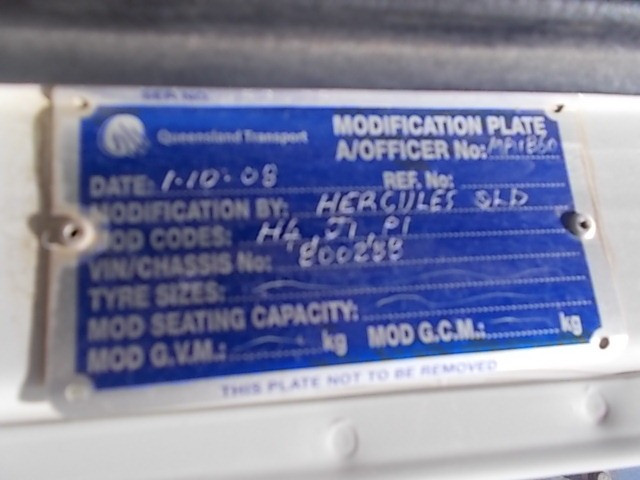 SER. NO.
Queensland Transport
MODIFICATION PLATE
A/OFFICER No:
DATE: 1-10-08 REF. No:
MODIFICATION BY: HERCULES QLD
MOD CODES: H4, J1, P1
VIN/CHASSIS No: 800288
TYRE SIZES:
MOD SEATING CAPACITY:
MOD G.V.M.: kg MOD G.C.M.: kg
THIS PLATE NOT TO BE REMOVED